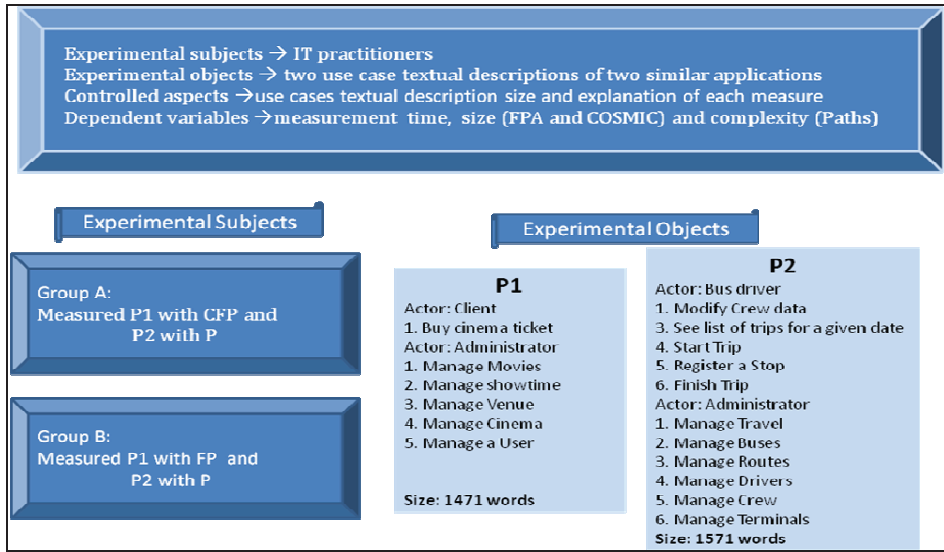 Experimental subjects → IT practitioners
Experimental objects → two use case textual descriptions of two similar applications
Controlled aspects →use cases textual description size and explanation of each measure
Dependent variables →measurement time, size (FPA and COSMIC) and complexity (Paths)
Experimental Subjects
Group A:
Measured P1 with CFP and
P2 with P
Group B:
Measured P1 with FP and
P2 with P
Experimental Objects
P1
Actor: Client
1. Buy cinema ticket
Actor: Administrator
1. Manage Movies
2. Manage showtime
3. Manage Venue
4. Manage Cinema
5. Manage a User
Size: 1471 words
P2
Actor: Bus driver
1. Modify Crew data
3. See list of trips for a given date
4. Start Trip
5. Register a Stop
6. Finish Trip
Actor: Administrator
1. Manage Travel
2. Manage Buses
3. Manage Routes
4. Manage Drivers
5. Manage Crew
6. Manage Terminals
Size: 1571 words